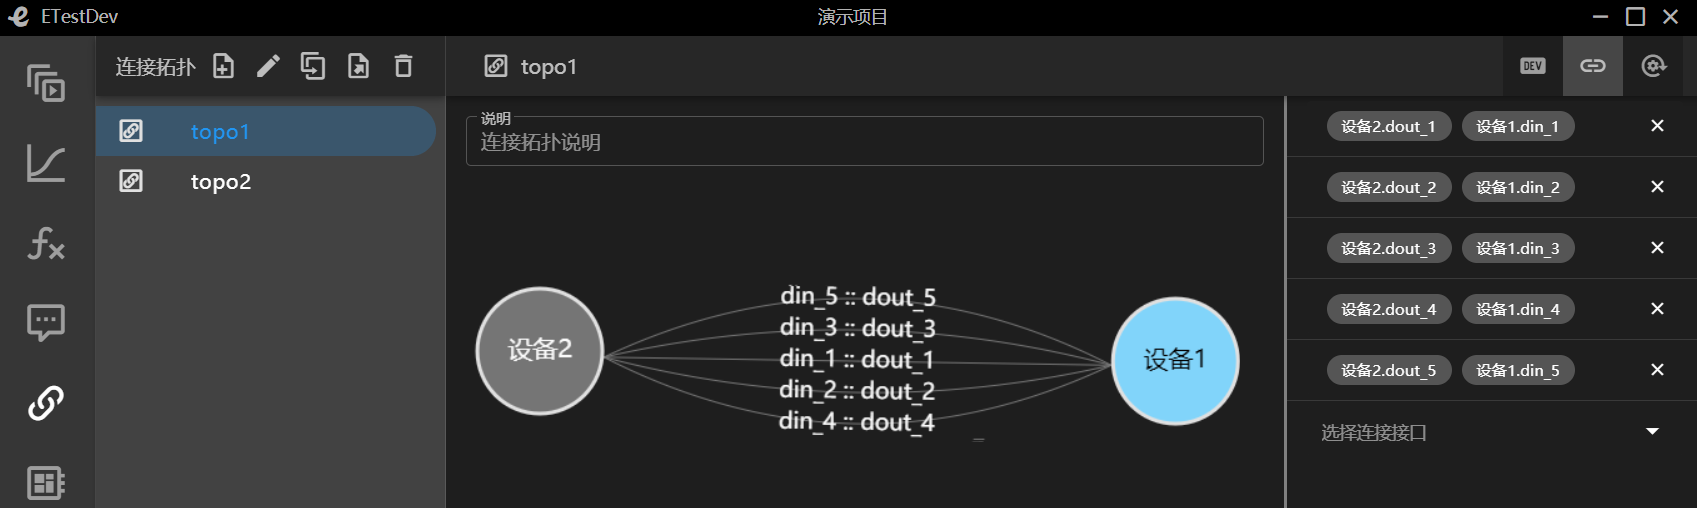 ETestDev
演示项目
连接拓扑
topo1
DEV
topo1
topo2
说明
连接拓扑说明
设备2
din_5 :: dout_5
din_3 :: dout_3
din_1 :: dout_1
din_2 :: dout_2
din_4 :: dout_4
设备1
设备2.dout_1 设备1.din_1
设备2.dout_2 设备1.din_2
设备2.dout_3 设备1.din_3
设备2.dout_4 设备1.din_4
设备2.dout_5 设备1.din_5
选择连接接口